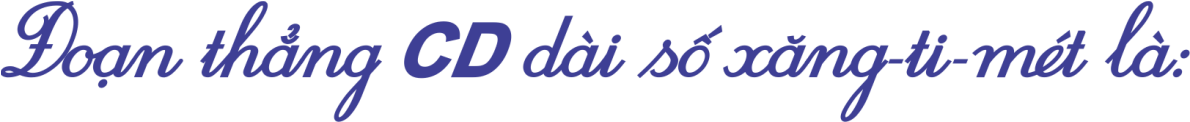 Đoạn thẳng CD dài số xăng-ti-mét là: